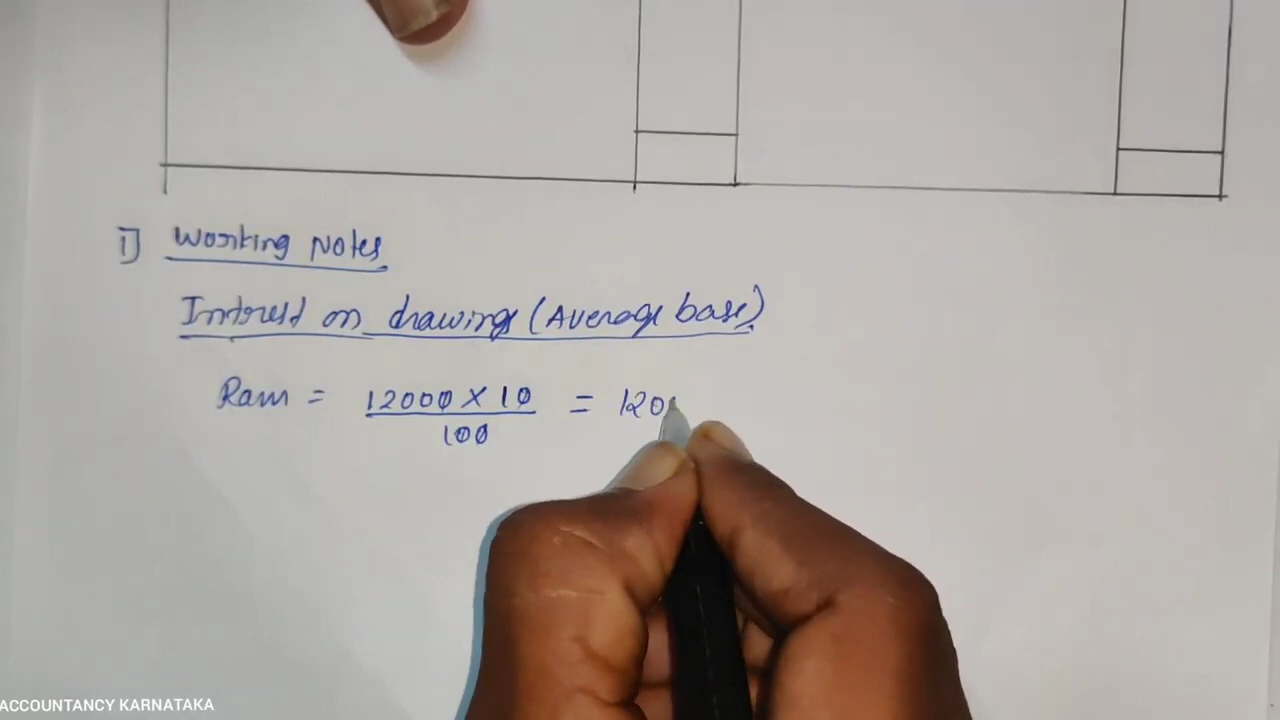 i] Working Notes
Interest on drawings (Average base)
Ram = 12000 X 10 = 120
100
ACCOUNTANCY KARNATAKA